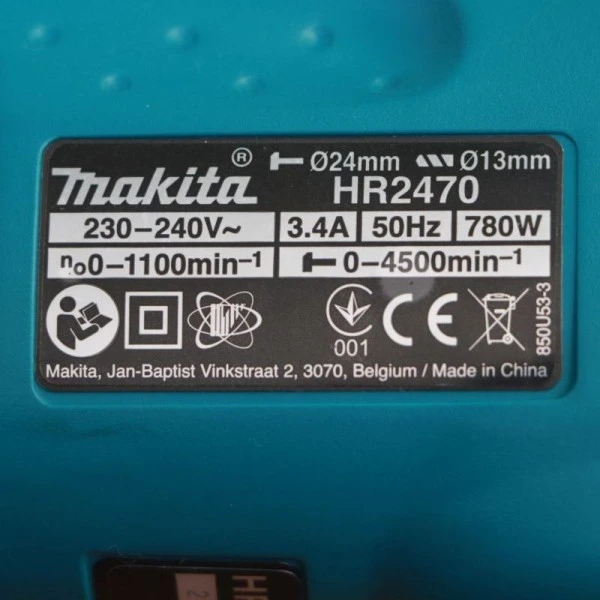 makita® Ø24mm Ø13mm
HR2470
230–240V~ 3.4A 50Hz 780W
n₀0–1100min⁻¹ 0–4500min⁻¹
001
CE
850U53-3
Makita, Jan-Baptist Vinkstraat 2, 3070, Belgium / Made in China